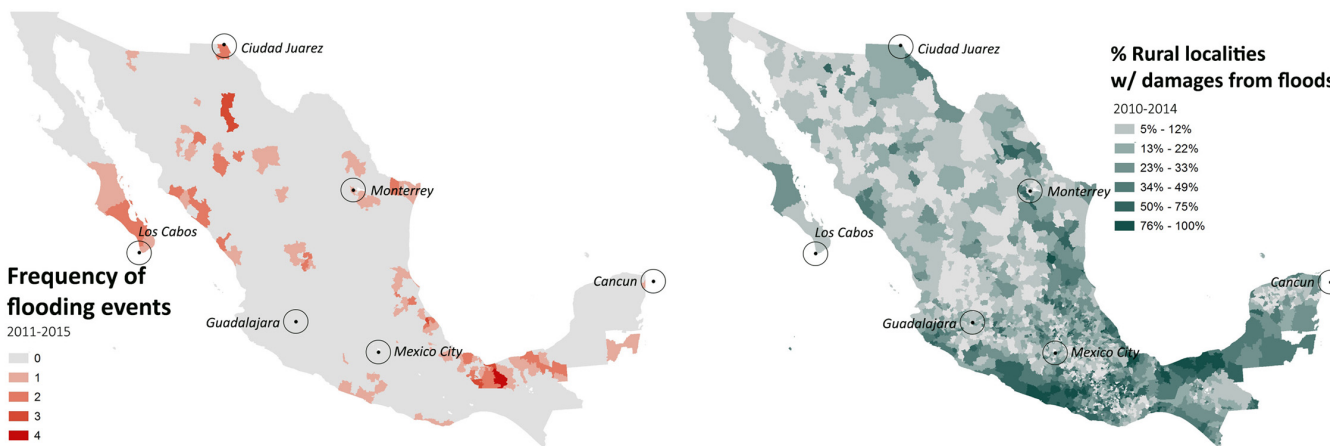 Ciudad Juarez
Monterrey
Los Cabos
Cancun
Guadalajara
Mexico City
Frequency of
flooding events
2011-2015
0
1
2
3
4
Ciudad Juarez
% Rural localities
w/ damages from floods
2010-2014
5% - 12%
13% - 22%
23% - 33%
34% - 49%
50% - 75%
76% - 100%
Monterrey
Los Cabos
Cancun
Guadalajara
Mexico City